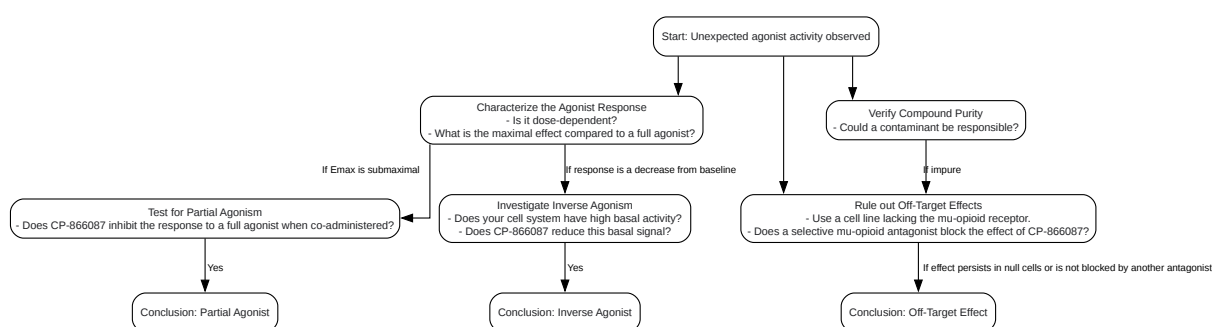 Start: Unexpected agonist activity observed
Characterize the Agonist Response
- Is it dose-dependent?
- What is the maximal effect compared to a full agonist?
Verify Compound Purity
- Could a contaminant be responsible?
If Emax is submaximal
If response is a decrease from baseline
If impure
Test for Partial Agonism
- Does CP-866087 inhibit the response to a full agonist when co-administered?
Investigate Inverse Agonism
- Does your cell system have high basal activity?
- Does CP-866087 reduce this basal signal?
Rule out Off-Target Effects
- Use a cell line lacking the mu-opioid receptor.
- Does a selective mu-opioid antagonist block the effect of CP-866087?
Yes
Yes
If effect persists in null cells or is not blocked by another antagonist
Conclusion: Partial Agonist
Conclusion: Inverse Agonist
Conclusion: Off-Target Effect